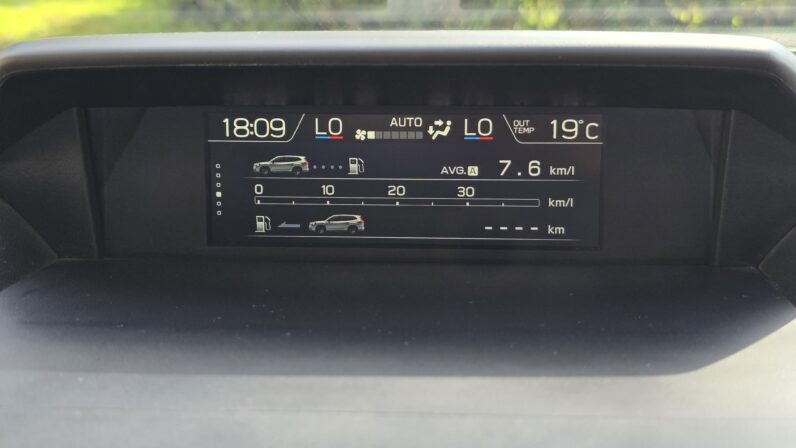 18:09 LO AUTO LO OUT TEMP 19°C
AVG. A 7.6 km/l
0 10 20 30
km/l
---- km